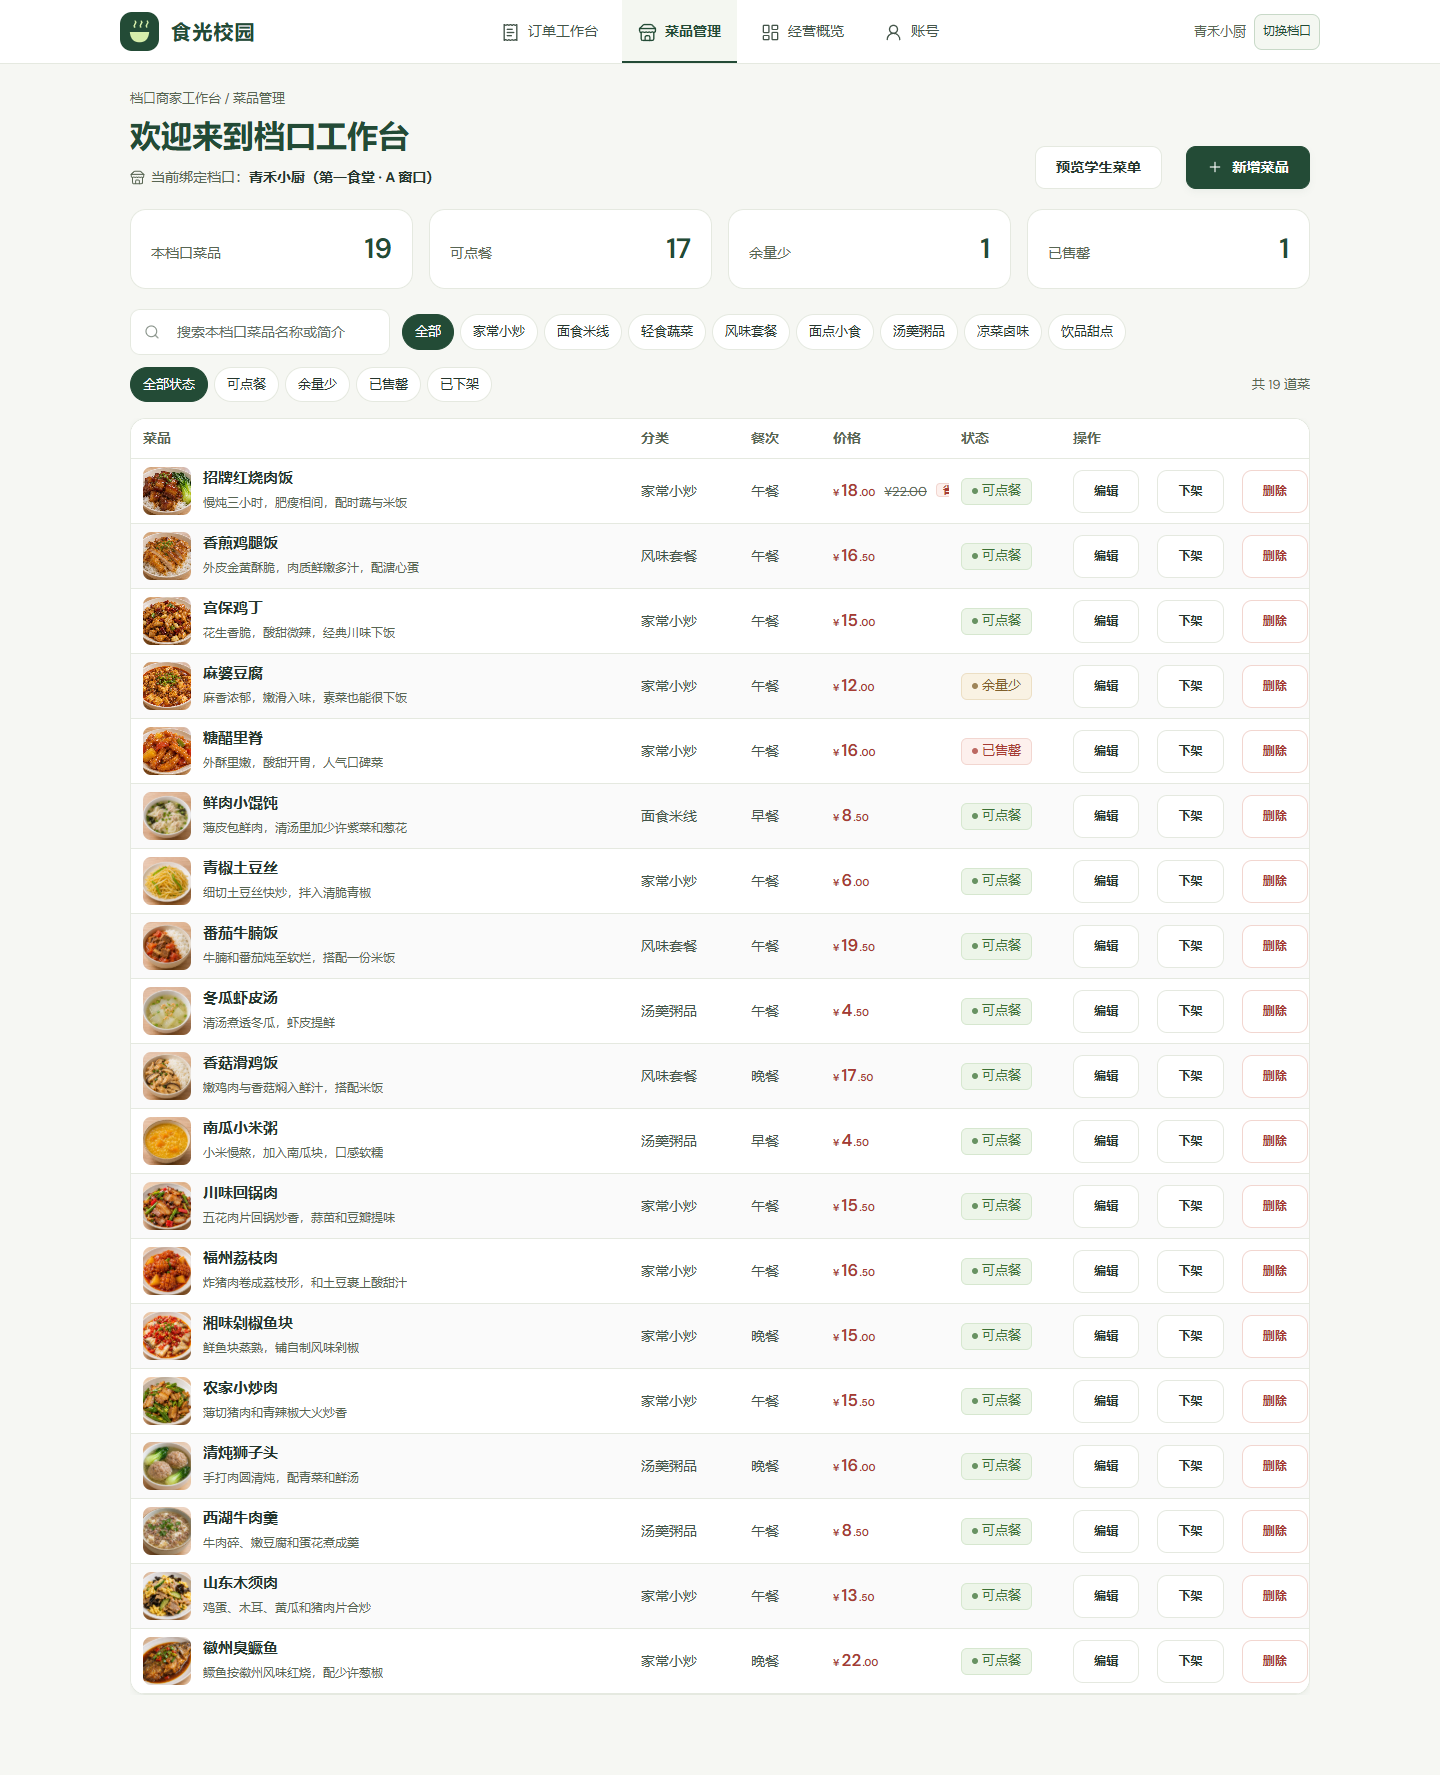 食光校园
订单工作台
菜品管理
经营概览
账号
青禾小厨
切换档口
档口商家工作台 / 菜品管理
欢迎来到档口工作台
当前绑定档口：青禾小厨（第一食堂 · A 窗口）
预览学生菜单
新增菜品
本档口菜品 19
可点餐 17
余量少 1
已售罄 1
搜索本档口菜品名称或简介
全部 家常小炒 面食米线 轻食蔬菜 风味套餐 面点小食 汤羹粥品 凉菜卤味 饮品甜点
全部状态 可点餐 余量少 已售罄 已下架
共 19 道菜
菜品 分类 餐次 价格 状态 操作
招牌红烧肉饭
慢炖三小时，肥瘦相间，配时蔬与米饭
家常小炒 午餐 ¥18.00 ¥22.00 可点餐 编辑 下架 删除
香煎鸡腿饭
外皮金黄酥脆，肉质鲜嫩多汁，配溏心蛋
风味套餐 午餐 ¥16.50 可点餐 编辑 下架 删除
宫保鸡丁
花生香脆，酸甜微辣，经典川味下饭
家常小炒 午餐 ¥15.00 可点餐 编辑 下架 删除
麻婆豆腐
麻香浓郁，嫩滑入味，素菜也能很下饭
家常小炒 午餐 ¥12.00 余量少 编辑 下架 删除
糖醋里脊
外酥里嫩，酸甜开胃，人气口碑菜
家常小炒 午餐 ¥16.00 已售罄 编辑 下架 删除
鲜肉小馄饨
薄皮包鲜肉，清汤里加少许紫菜和葱花
面食米线 早餐 ¥8.50 可点餐 编辑 下架 删除
青椒土豆丝
细切土豆丝快炒，拌入清脆青椒
家常小炒 午餐 ¥6.00 可点餐 编辑 下架 删除
番茄牛腩饭
牛腩和番茄炖至软烂，搭配一份米饭
风味套餐 午餐 ¥19.50 可点餐 编辑 下架 删除
冬瓜虾皮汤
清汤煮透冬瓜，虾皮提鲜
汤羹粥品 午餐 ¥4.50 可点餐 编辑 下架 删除
香菇滑鸡饭
嫩鸡肉与香菇焖入鲜汁，搭配米饭
风味套餐 晚餐 ¥17.50 可点餐 编辑 下架 删除
南瓜小米粥
小米慢熬，加入南瓜块，口感软糯
汤羹粥品 早餐 ¥4.50 可点餐 编辑 下架 删除
川味回锅肉
五花肉片回锅炒香，蒜苗和豆瓣提味
家常小炒 午餐 ¥15.50 可点餐 编辑 下架 删除
福州荔枝肉
炸猪肉卷成荔枝形，和土豆裹上酸甜汁
家常小炒 午餐 ¥16.50 可点餐 编辑 下架 删除
湘味剁椒鱼块
鲜鱼块蒸熟，铺自制风味剁椒
家常小炒 晚餐 ¥15.00 可点餐 编辑 下架 删除
农家小炒肉
薄切猪肉和青辣椒大火炒香
家常小炒 午餐 ¥15.50 可点餐 编辑 下架 删除
清炖狮子头
手打肉圆清炖，配青菜和鲜汤
汤羹粥品 晚餐 ¥16.00 可点餐 编辑 下架 删除
西湖牛肉羹
牛肉碎、嫩豆腐和蛋花煮成羹
汤羹粥品 午餐 ¥8.50 可点餐 编辑 下架 删除
山东木须肉
鸡蛋、木耳、黄瓜和猪肉片合炒
家常小炒 午餐 ¥13.50 可点餐 编辑 下架 删除
徽州臭鳜鱼
鳜鱼按徽州风味红烧，配少许葱椒
家常小炒 晚餐 ¥22.00 可点餐 编辑 下架 删除